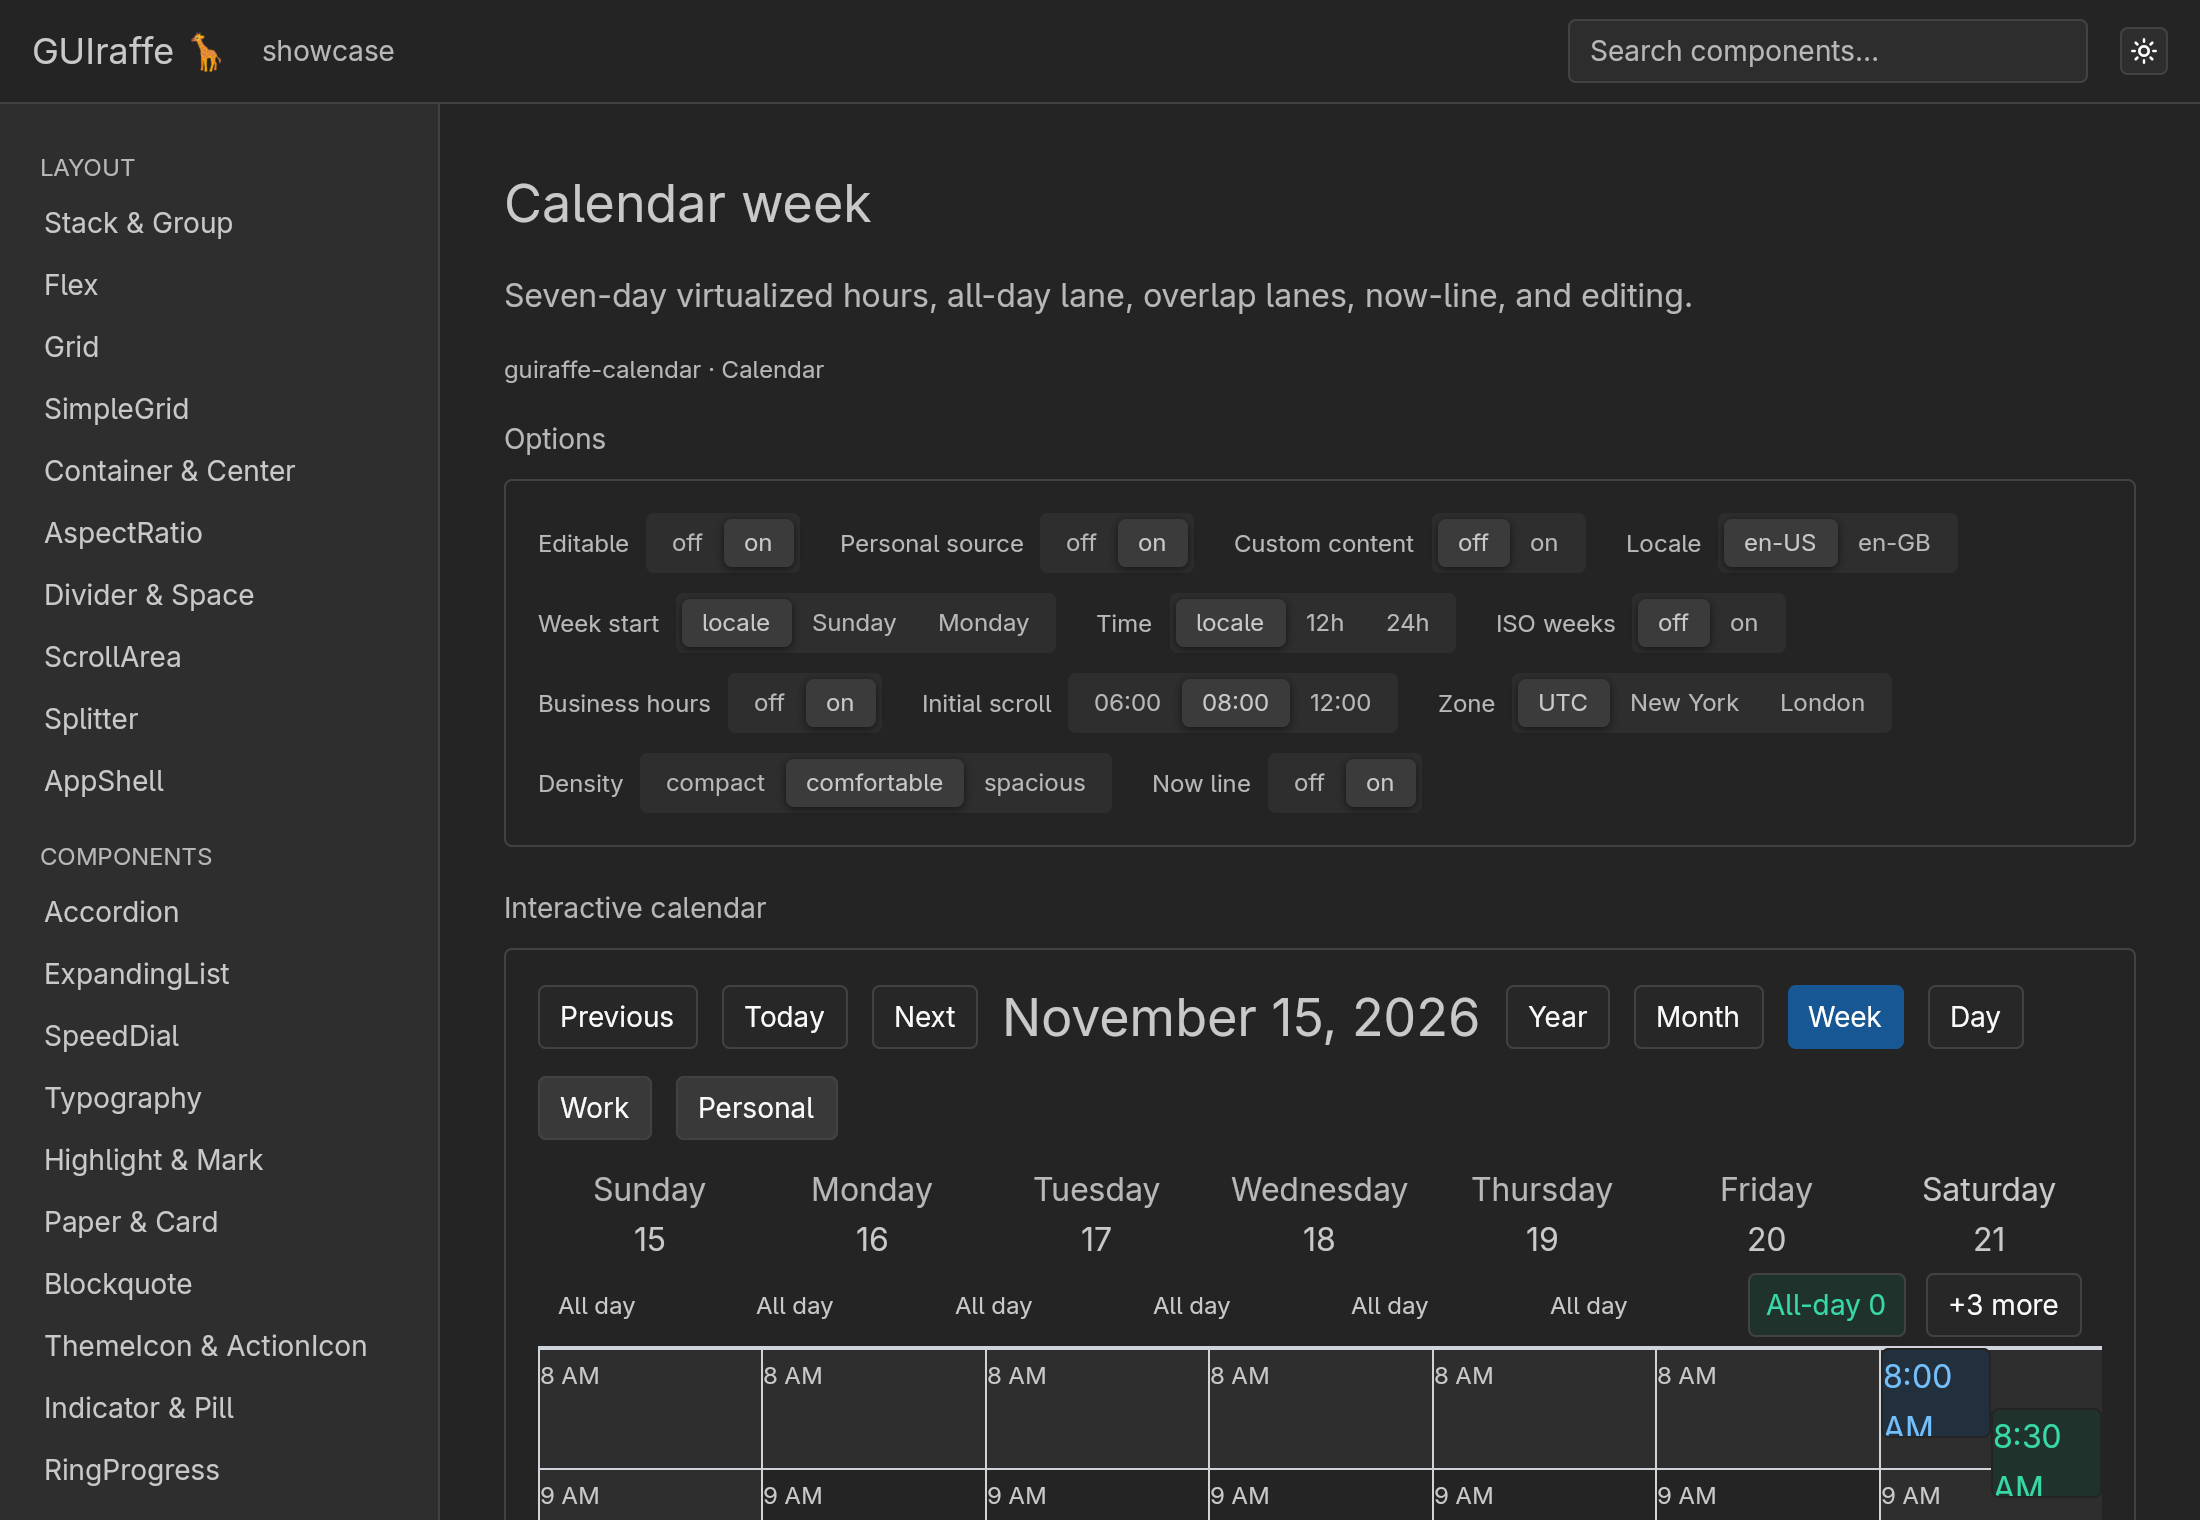 GUIraffe 🦒 showcase Search components...
LAYOUT
Stack & Group
Flex
Grid
SimpleGrid
Container & Center
AspectRatio
Divider & Space
ScrollArea
Splitter
AppShell
COMPONENTS
Accordion
ExpandingList
SpeedDial
Typography
Highlight & Mark
Paper & Card
Blockquote
ThemeIcon & ActionIcon
Indicator & Pill
RingProgress
Calendar week
Seven-day virtualized hours, all-day lane, overlap lanes, now-line, and editing.
guiraffe-calendar · Calendar
Options
Editable off on Personal source off on Custom content off on Locale en-US en-GB
Week start locale Sunday Monday Time locale 12h 24h ISO weeks off on
Business hours off on Initial scroll 06:00 08:00 12:00 Zone UTC New York London
Density compact comfortable spacious Now line off on
Interactive calendar
Previous Today Next November 15, 2026 Year Month Week Day
Work Personal
Sunday Monday Tuesday Wednesday Thursday Friday Saturday
15 16 17 18 19 20 21
All day All day All day All day All day All day All-day 0 +3 more
8 AM 8 AM 8 AM 8 AM 8 AM 8 AM 8:00
AM 8:30
AM
9 AM 9 AM 9 AM 9 AM 9 AM 9 AM 9 AM